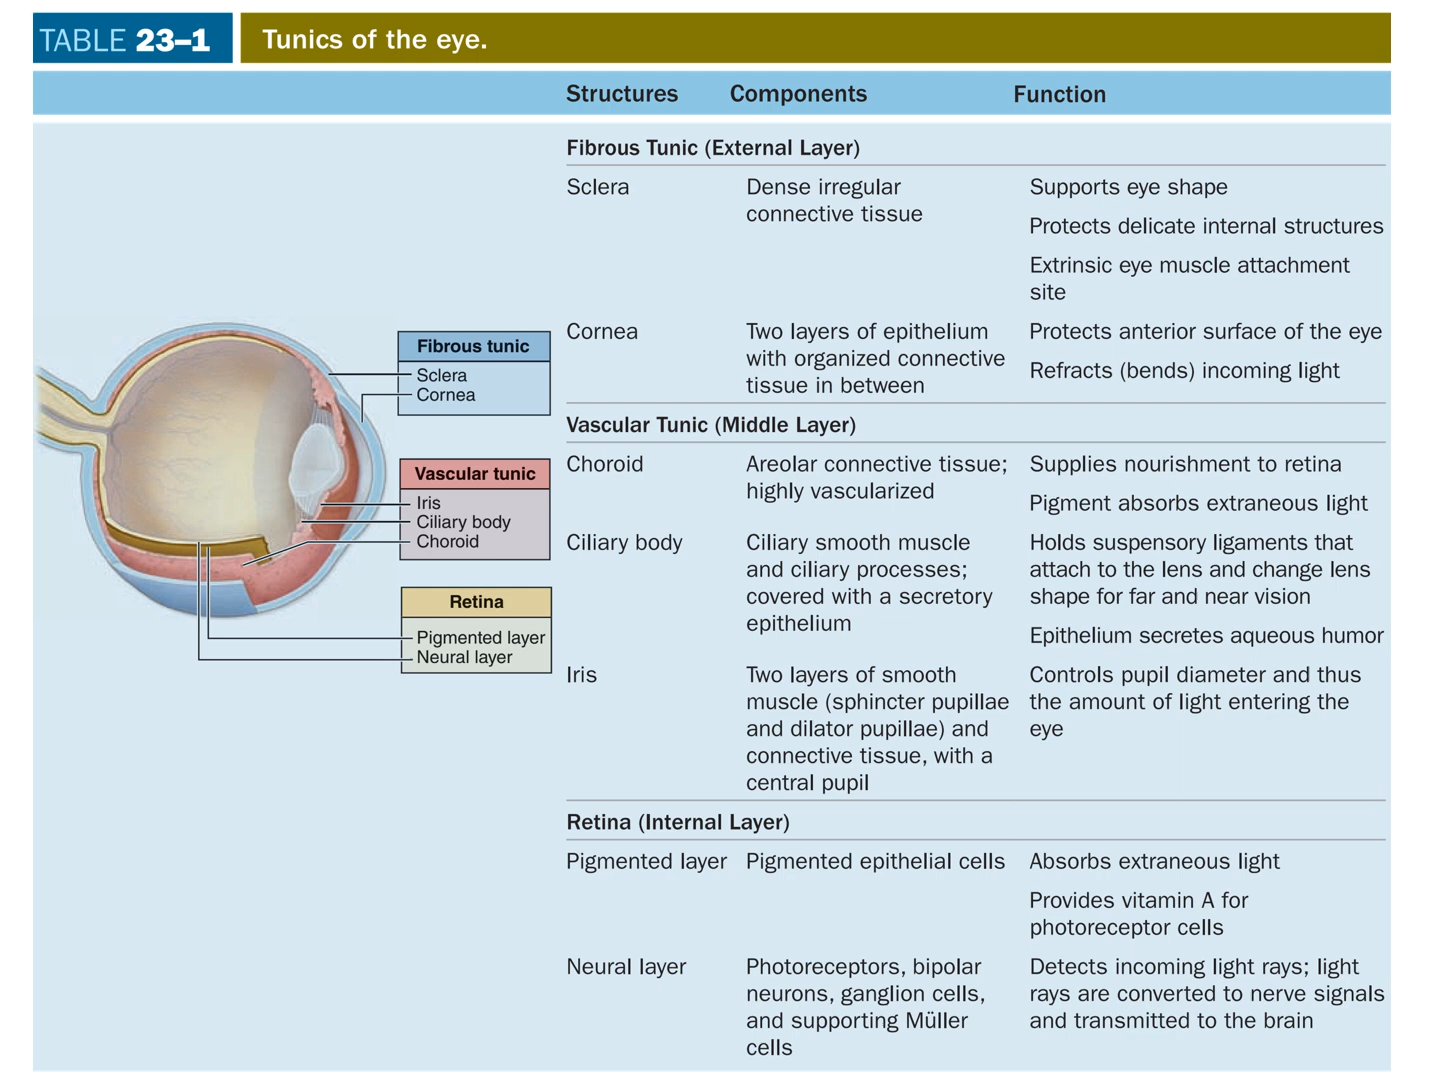 TABLE 23–1
Tunics of the eye.
Structures Components Function
Fibrous Tunic (External Layer)
Sclera
Dense irregular
connective tissue
Supports eye shape
Protects delicate internal structures
Extrinsic eye muscle attachment
site
Cornea
Two layers of epithelium
with organized connective
tissue in between
Protects anterior surface of the eye
Refracts (bends) incoming light
Vascular Tunic (Middle Layer)
Choroid
Areolar connective tissue;
highly vascularized
Supplies nourishment to retina
Pigment absorbs extraneous light
Ciliary body
Ciliary smooth muscle
and ciliary processes;
covered with a secretory
epithelium
Holds suspensory ligaments that
attach to the lens and change lens
shape for far and near vision
Epithelium secretes aqueous humor
Iris
Two layers of smooth
muscle (sphincter pupillae
and dilator pupillae) and
connective tissue, with a
central pupil
Controls pupil diameter and thus
the amount of light entering the
eye
Retina (Internal Layer)
Pigmented layer
Pigmented epithelial cells
Absorbs extraneous light
Provides vitamin A for
photoreceptor cells
Neural layer
Photoreceptors, bipolar
neurons, ganglion cells,
and supporting Müller
cells
Detects incoming light rays; light
rays are converted to nerve signals
and transmitted to the brain
Fibrous tunic
Sclera
Cornea
Vascular tunic
Iris
Ciliary body
Choroid
Retina
Pigmented layer
Neural layer